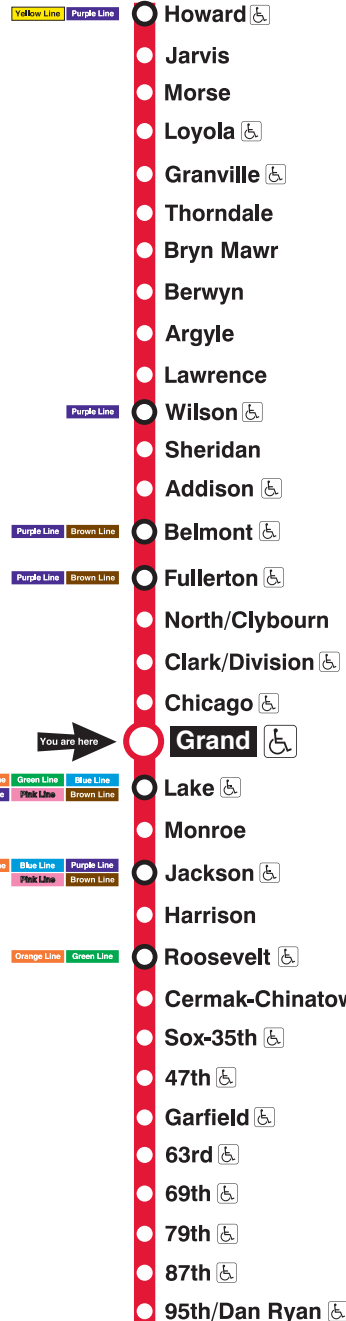 Yellow Line Purple Line Howard
Jarvis
Morse
Loyola
Granville
Thorndale
Bryn Mawr
Berwyn
Argyle
Lawrence
Purple Line Wilson
Sheridan
Addison
Purple Line Brown Line Belmont
Purple Line Brown Line Fullerton
North/Clybourn
Clark/Division
Chicago
You are here Grand
Green Line Blue Line
Pink Line Brown Line Lake
Monroe
Blue Line Purple Line
Pink Line Brown Line Jackson
Harrison
Orange Line Green Line Roosevelt
Cermak-Chinatow
Sox-35th
47th
Garfield
63rd
69th
79th
87th
95th/Dan Ryan